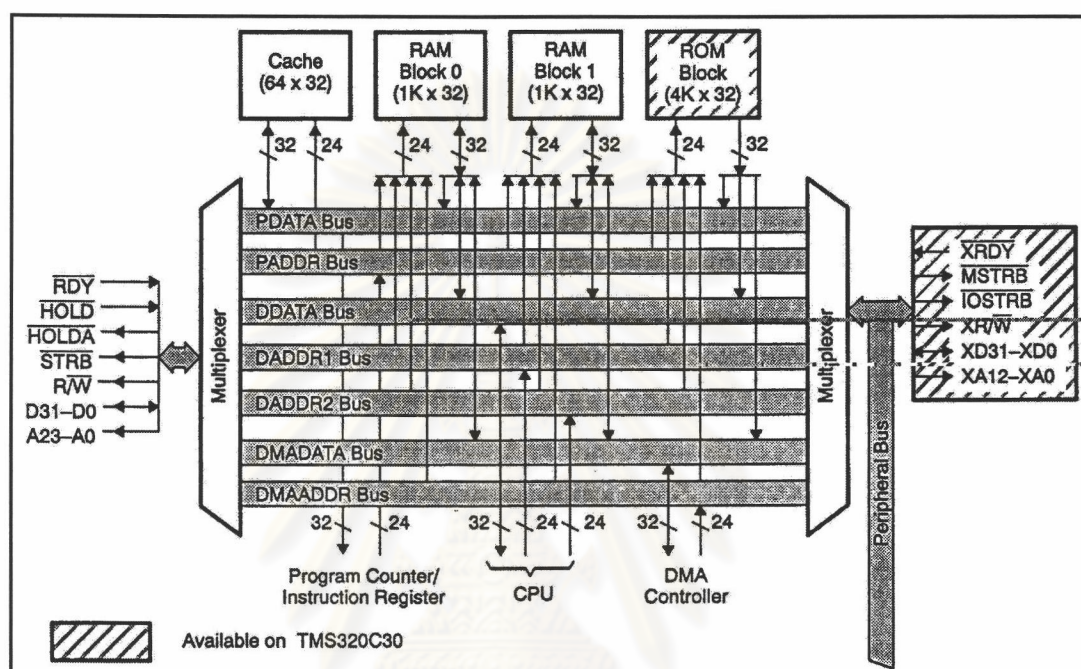 Cache
(64 x 32)
RAM
Block 0
(1K x 32)
RAM
Block 1
(1K x 32)
ROM
Block
(4K x 32)
32
24
24
32
24
32
24
32
Multiplexer
PDATA Bus
PADDR Bus
DDATA Bus
DADDR1 Bus
DADDR2 Bus
DMADATA Bus
DMAADDR Bus
Multiplexer
RDY
HOLD
HOLDA
STRB
R/W
D31–D0
A23–A0
XRDY
MSTRB
IOSTRB
XR/W
XD31–XD0
XA12–XA0
Peripheral Bus
32
24
32
24
24
32
24
Program Counter/
Instruction Register
CPU
DMA
Controller
Available on TMS320C30